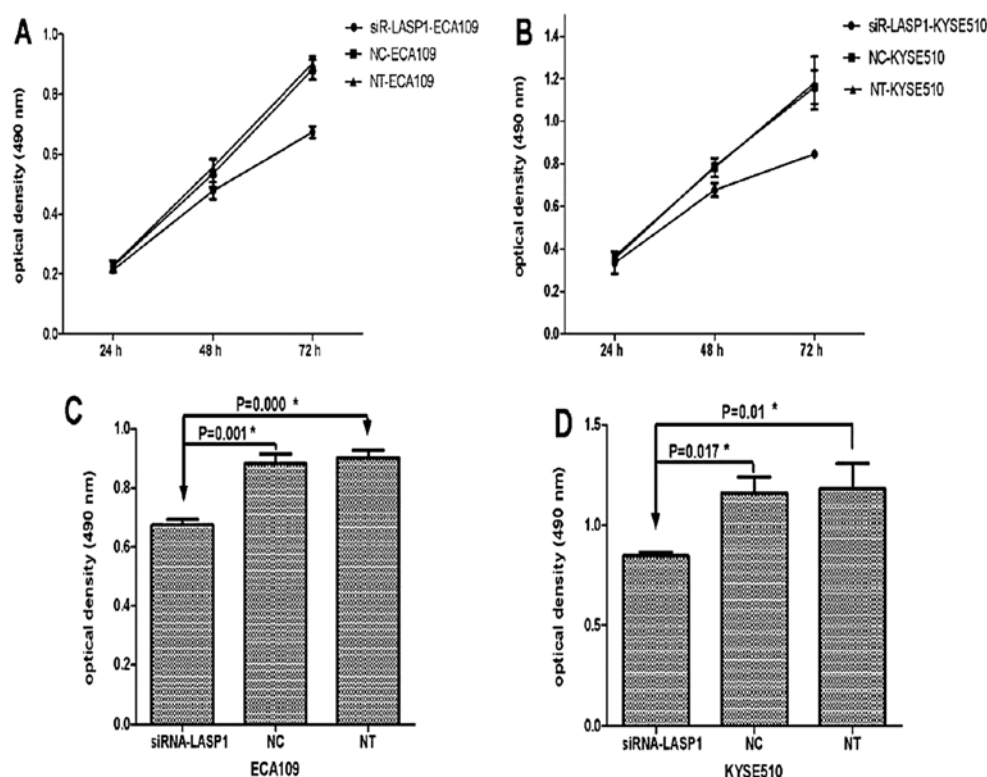 A
siR-LASP1-ECA109
NC-ECA109
NT-ECA109
optical density (490 nm)
1.0
0.8
0.6
0.4
0.2
0.0
24 h 48 h 72 h
B
siR-LASP1-KYSE510
NC-KYSE510
NT-KYSE510
optical density (490 nm)
1.4
1.2
1.0
0.8
0.6
0.4
0.2
0.0
24 h 48 h 72 h
C
P=0.000 *
P=0.001 *
optical density (490 nm)
1.0
0.8
0.6
0.4
0.2
0.0
siRNA-LASP1 NC NT
ECA109
D
P=0.01 *
P=0.017 *
optical density (490 nm)
1.5
1.0
0.5
0.0
siRNA-LASP1 NC NT
KYSE510